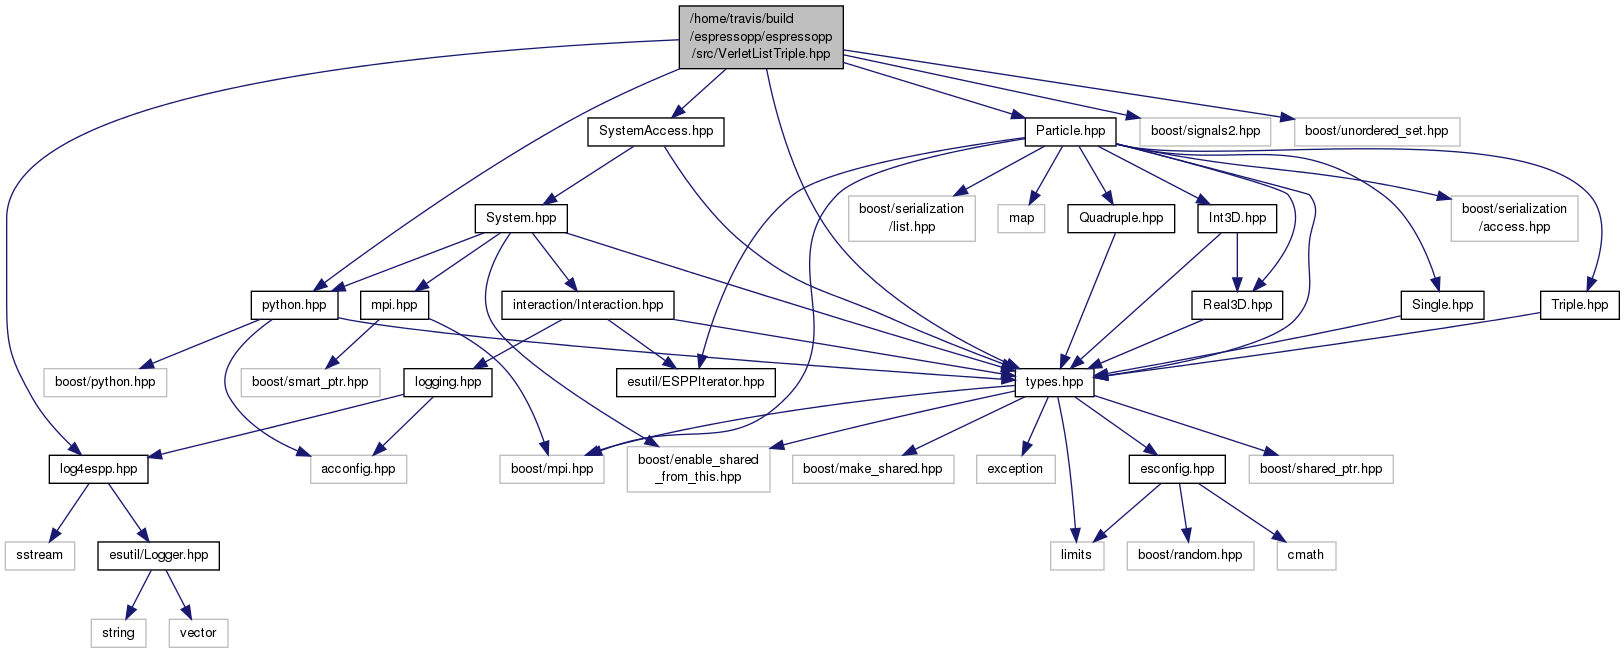 /home/travis/build
/espressopp/espressopp
/src/VerletListTriple.hpp
SystemAccess.hpp
Particle.hpp
boost/signals2.hpp
boost/unordered_set.hpp
System.hpp
boost/serialization
/list.hpp
map
Quadruple.hpp
Int3D.hpp
boost/serialization
/access.hpp
python.hpp
mpi.hpp
interaction/Interaction.hpp
Real3D.hpp
Single.hpp
Triple.hpp
boost/python.hpp
boost/smart_ptr.hpp
logging.hpp
esutil/ESPPIterator.hpp
types.hpp
log4espp.hpp
acconfig.hpp
boost/mpi.hpp
boost/enable_shared
_from_this.hpp
boost/make_shared.hpp
exception
esconfig.hpp
boost/shared_ptr.hpp
sstream
esutil/Logger.hpp
limits
boost/random.hpp
cmath
string
vector